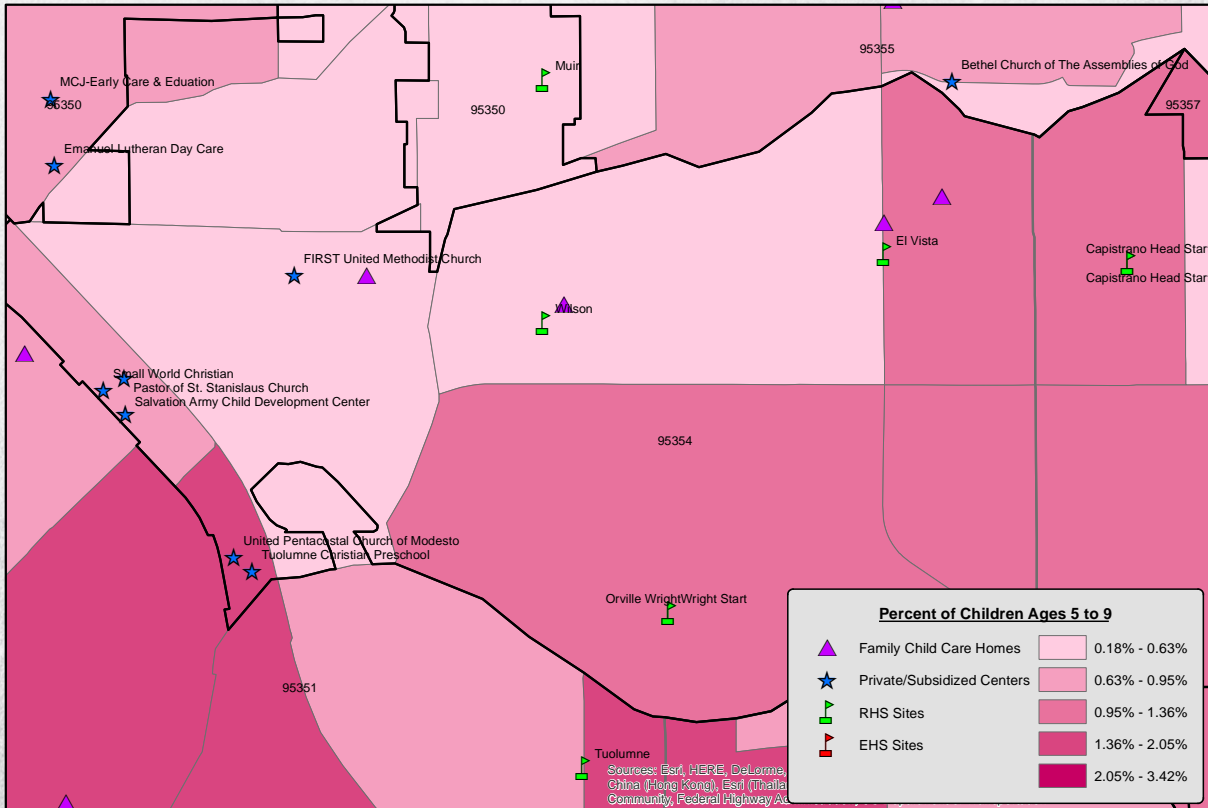 95355
Muir
Bethel Church of The Assemblies of God
MCJ-Early Care & Eduation
95350
95350
95357
Emanuel Lutheran Day Care
El Vista
Capistrano Head Star
FIRST United Methodist Church
Capistrano Head Star
Wilson
Small World Christian
Pastor of St. Stanislaus Church
Salvation Army Child Development Center
95354
United Pentacostal Church of Modesto
Tuolumne Christian Preschool
Orville WrightWright Start
95351
Tuolumne
Sources: Esri, HERE, DeLorme,
China (Hong Kong), Esri (Thaila
Community, Federal Highway Ad
Percent of Children Ages 5 to 9
Family Child Care Homes
0.18% - 0.63%
Private/Subsidized Centers
0.63% - 0.95%
RHS Sites
0.95% - 1.36%
EHS Sites
1.36% - 2.05%
2.05% - 3.42%